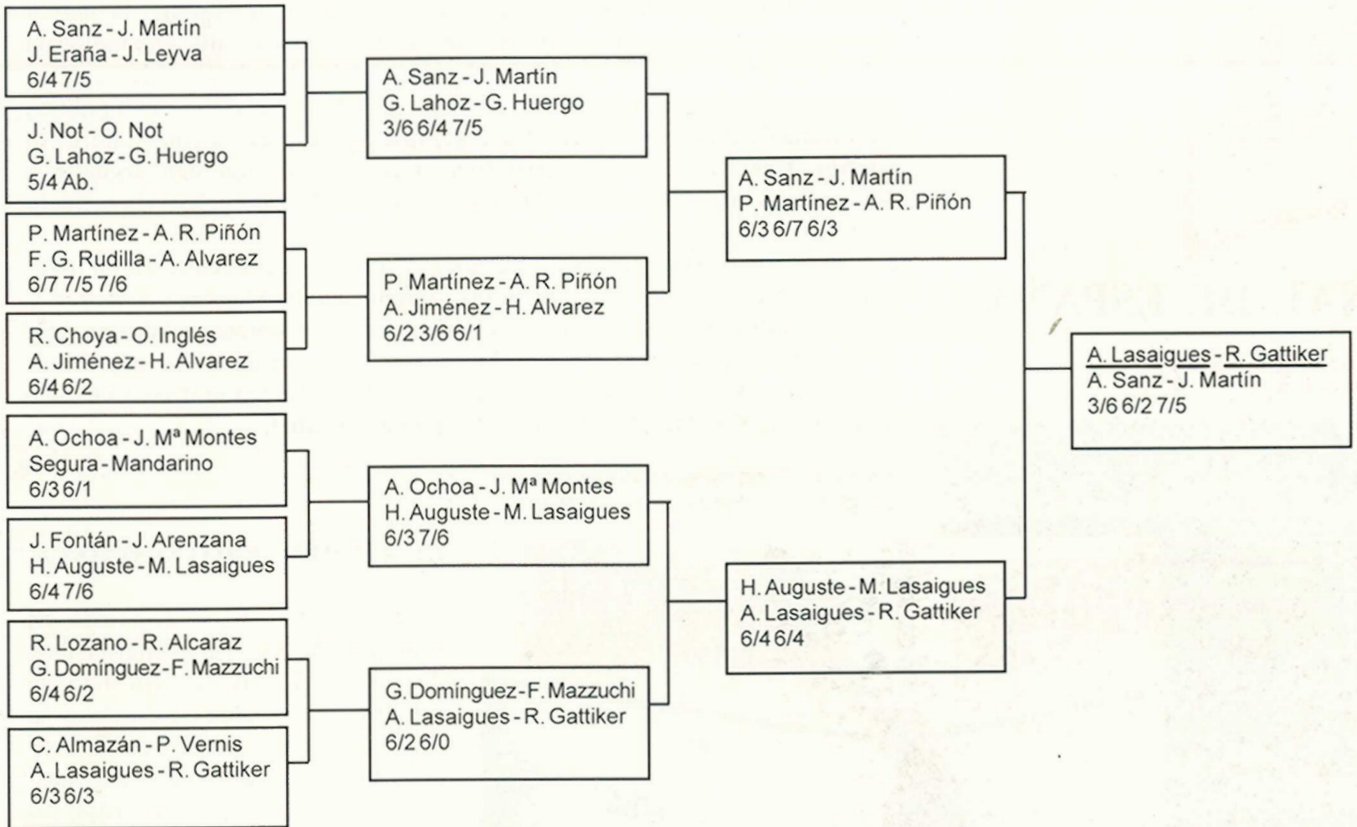 A. Sanz - J. Martín
J. Eraña - J. Leyva
6/4 7/5
J. Not - O. Not
G. Lahoz - G. Huergo
5/4 Ab.
P. Martínez - A. R. Piñón
F. G. Rudilla - A. Alvarez
6/7 7/5 7/6
R. Choya - O. Inglés
A. Jiménez - H. Alvarez
6/4 6/2
A. Ochoa - J. Mª Montes
Segura - Mandarino
6/3 6/1
J. Fontán - J. Arenzana
H. Auguste - M. Lasaigues
6/4 7/6
R. Lozano - R. Alcaraz
G. Domínguez - F. Mazzuchi
6/4 6/2
C. Almazán - P. Vernis
A. Lasaigues - R. Gattiker
6/3 6/3
A. Sanz - J. Martín
G. Lahoz - G. Huergo
3/6 6/4 7/5
P. Martínez - A. R. Piñón
A. Jiménez - H. Alvarez
6/2 3/6 6/1
A. Ochoa - J. Mª Montes
H. Auguste - M. Lasaigues
6/3 7/6
G. Domínguez - F. Mazzuchi
A. Lasaigues - R. Gattiker
6/2 6/0
A. Sanz - J. Martín
P. Martínez - A. R. Piñón
6/3 6/7 6/3
H. Auguste - M. Lasaigues
A. Lasaigues - R. Gattiker
6/4 6/4
A. Lasaigues - R. Gattiker
A. Sanz - J. Martín
3/6 6/2 7/5